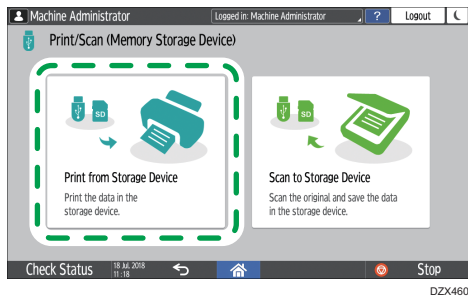 Machine Administrator
Logged in: Machine Administrator
?
Logout
Print/Scan (Memory Storage Device)
SD
Print from Storage Device
Print the data in the
storage device.
SD
Scan to Storage Device
Scan the original and save the data
in the storage device.
Check Status
18 Jul. 2018
11:18
Stop
DZX460